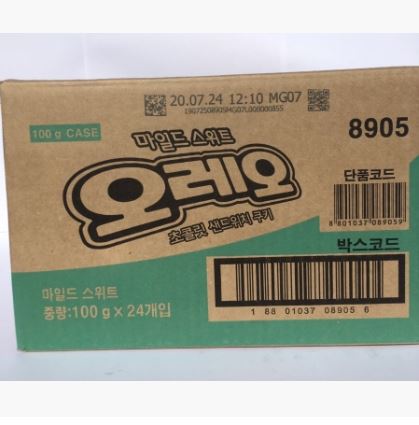 20.07.24 12:10 MG07
100 g CASE
8905
마일드 스위트
오레오
초콜릿 샌드위치 쿠키
단품코드
8 801037 089059
박스코드
1 88 01037 08905 6
마일드 스위트
중량:100 g x 24개입